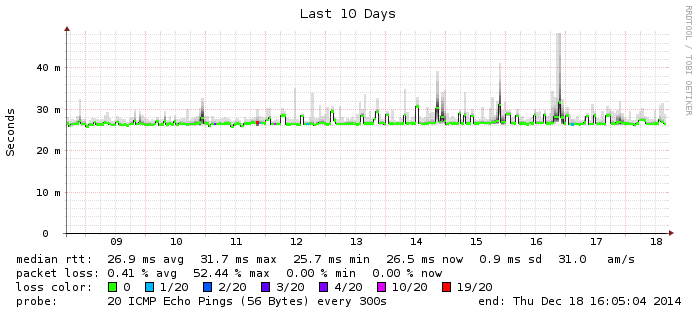 Last 10 Days
RRDTOOL / TOBI OETIKER
Seconds
40 m
30 m
20 m
10 m
0
09 10 11 12 13 14 15 16 17 18
median rtt: 26.9 ms avg 31.7 ms max 25.7 ms min 26.5 ms now 0.9 ms sd 31.0 am/s
packet loss: 0.41 % avg 52.44 % max 0.00 % min 0.00 % now
loss color: 0 1/20 2/20 3/20 4/20 10/20 19/20
probe: 20 ICMP Echo Pings (56 Bytes) every 300s end: Thu Dec 18 16:05:04 2014